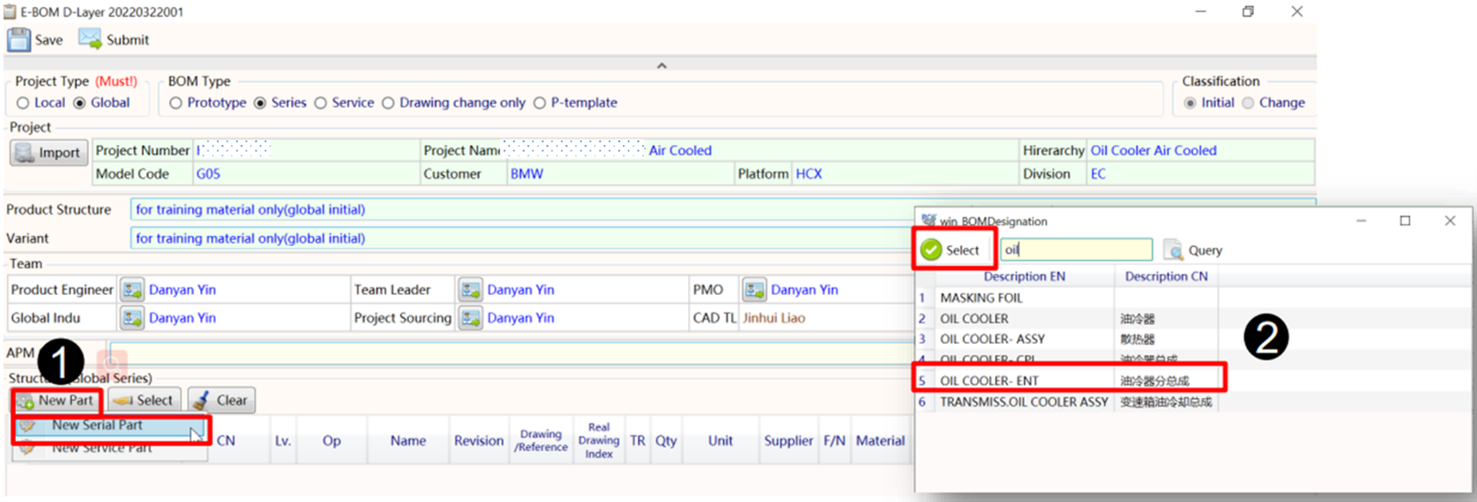 E-BOM D-Layer 20220322001
Save Submit
Project Type (Must!) BOM Type Classification
Local Global Prototype Series Service Drawing change only P-template Initial Change
Project
Import Project Number Project Name Air Cooled Hirerarchy Oil Cooler Air Cooled
Model Code G05 Customer BMW Platform HCX Division EC
Product Structure for training material only(global initial)
Variant for training material only(global initial)
Team
Product Engineer Danyan Yin Team Leader Danyan Yin PMO Danyan Yin
Global Indu Danyan Yin Project Sourcing Danyan Yin CAD TL Jinhui Liao
APM
1
Structure (Global Series)
New Part Select Clear
New Serial Part
New Service Part
CN Lv. Op Name Revision Drawing /Reference Real Drawing Index TR Qty Unit Supplier F/N Material
win_BOMDesignation
Select oil Query
Description EN Description CN
1 MASKING FOIL
2 OIL COOLER 油冷器
3 OIL COOLER- ASSY 散热器
4 OIL COOLER- CPL 油冷器总成
5 OIL COOLER- ENT 油冷器分总成
6 TRANSMISS.OIL COOLER ASSY 变速箱油冷却总成
2